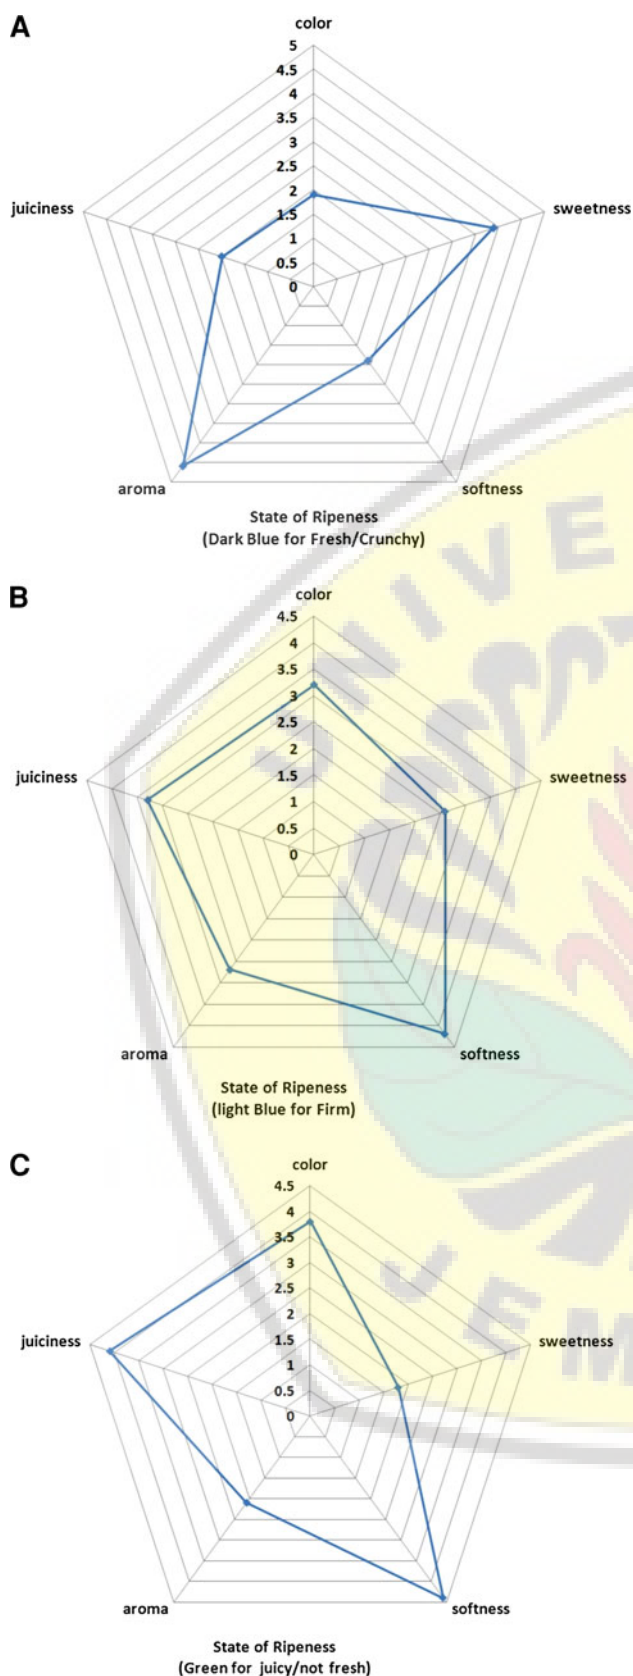 A
color
5
4.5
4
3.5
3
2.5
2
1.5
1
0.5
0
juiciness
sweetness
aroma
softness
State of Ripeness
(Dark Blue for Fresh/Crunchy)
B
color
4.5
4
3.5
3
2.5
2
1.5
1
0.5
0
juiciness
sweetness
aroma
softness
State of Ripeness
(light Blue for Firm)
C
color
4.5
4
3.5
3
2.5
2
1.5
1
0.5
0
juiciness
sweetness
aroma
softness
State of Ripeness
(Green for juicy/not fresh)
UNIVE
JEM